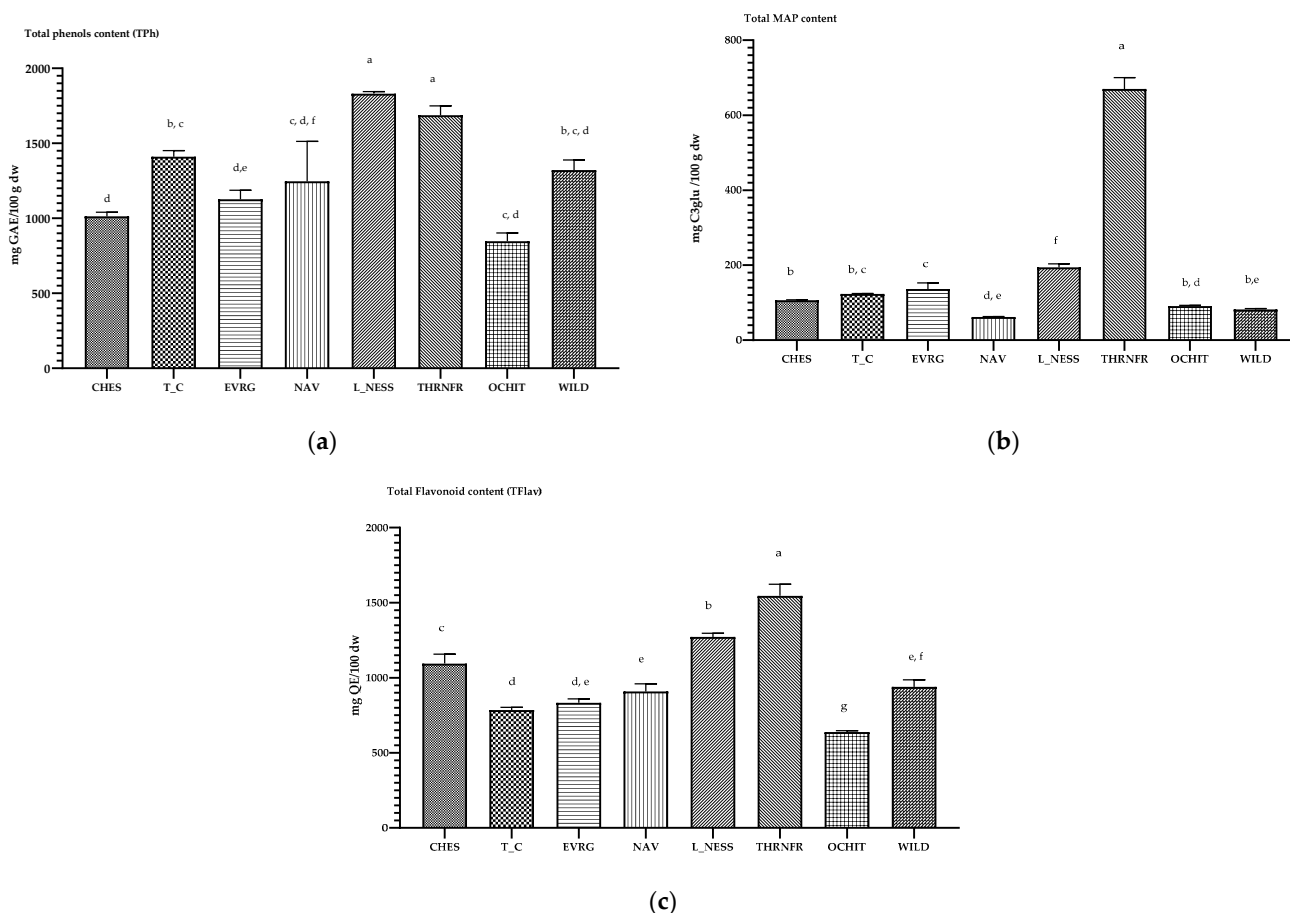 Total phenols content (TPh)
mg GAE/100 g dw
2000
1500
1000
500
0
d
b, c
d,e
c, d, f
a
a
c, d
b, c, d
CHES T_C EVRG NAV L_NESS THRNFR OCHIT WILD
(a)
Total MAP content
mg C3glu /100 g dw
800
600
400
200
0
b
b, c
c
d, e
f
a
b, d
b,e
CHES T_C EVRG NAV L_NESS THRNFR OCHIT WILD
(b)
Total Flavonoid content (TFlav)
mg QE/100 dw
2000
1500
1000
500
0
c
d
d, e
e
b
a
g
e, f
CHES T_C EVRG NAV L_NESS THRNFR OCHIT WILD
(c)